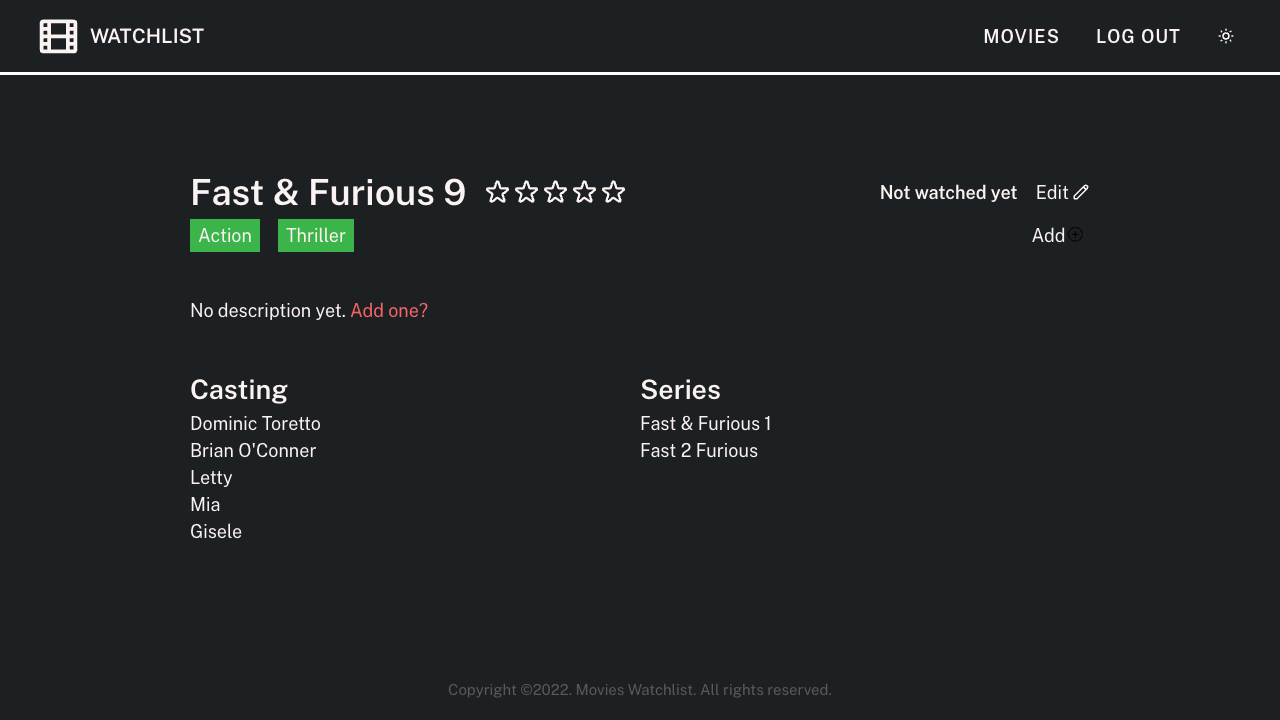 WATCHLIST
MOVIES
LOG OUT
Fast & Furious 9
Not watched yet
Edit
Action
Thriller
Add
No description yet. Add one?
Casting
Dominic Toretto
Brian O'Conner
Letty
Mia
Gisele
Series
Fast & Furious 1
Fast 2 Furious
Copyright ©2022. Movies Watchlist. All rights reserved.